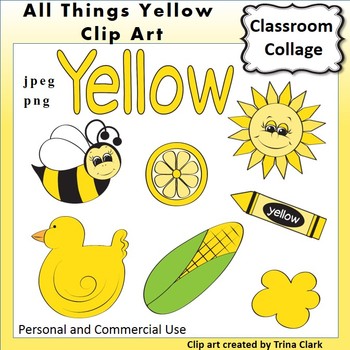 All Things Yellow
Clip Art
Classroom
Collage
jpeg
png
Yellow
yellow
Personal and Commercial Use
Clip art created by Trina Clark